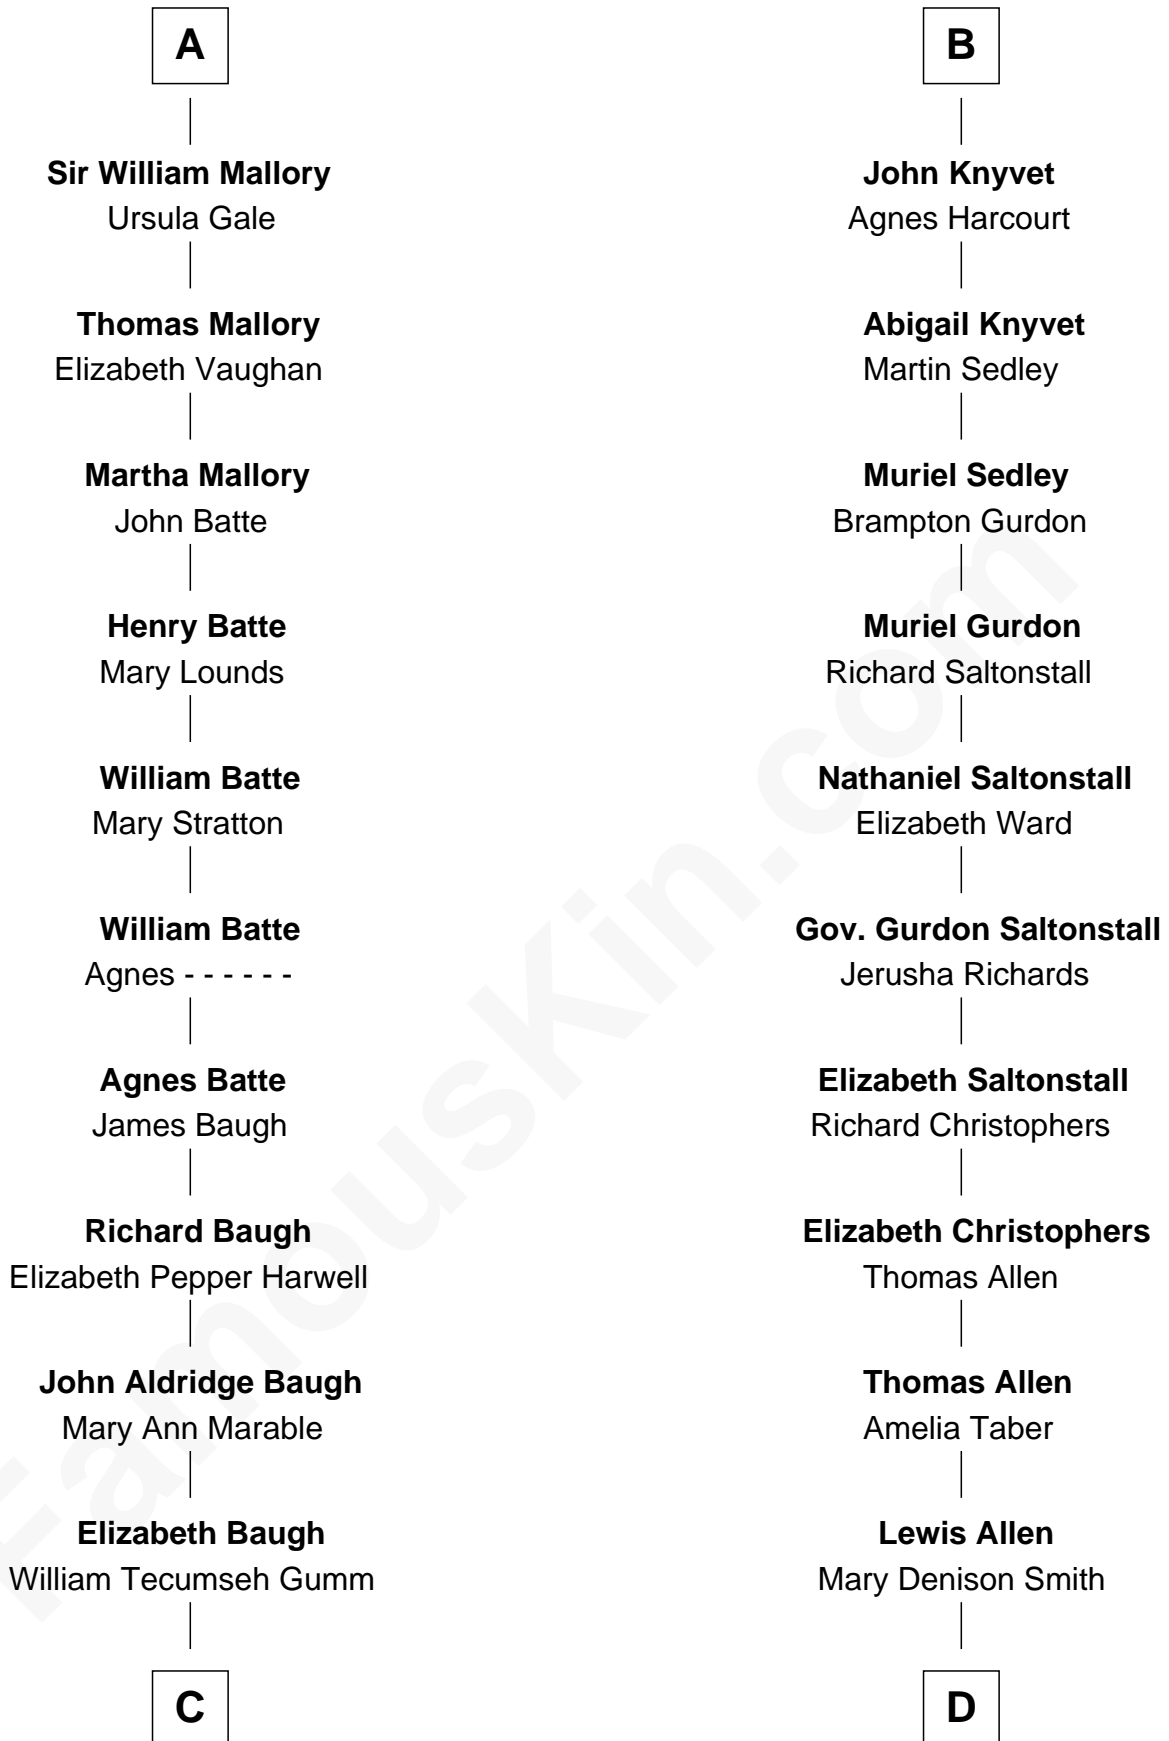 A
Sir William Mallory
Ursula Gale
Thomas Mallory
Elizabeth Vaughan
Martha Mallory
John Batte
Henry Batte
Mary Lounds
William Batte
Mary Stratton
William Batte
Agnes - - - - - -
Agnes Batte
James Baugh
Richard Baugh
Elizabeth Pepper Harwell
John Aldridge Baugh
Mary Ann Marable
Elizabeth Baugh
William Tecumseh Gumm
C
B
John Knyvet
Agnes Harcourt
Abigail Knyvet
Martin Sedley
Muriel Sedley
Brampton Gurdon
Muriel Gurdon
Richard Saltonstall
Nathaniel Saltonstall
Elizabeth Ward
Gov. Gurdon Saltonstall
Jerusha Richards
Elizabeth Saltonstall
Richard Christophers
Elizabeth Christophers
Thomas Allen
Thomas Allen
Amelia Taber
Lewis Allen
Mary Denison Smith
D
FamousKin.com